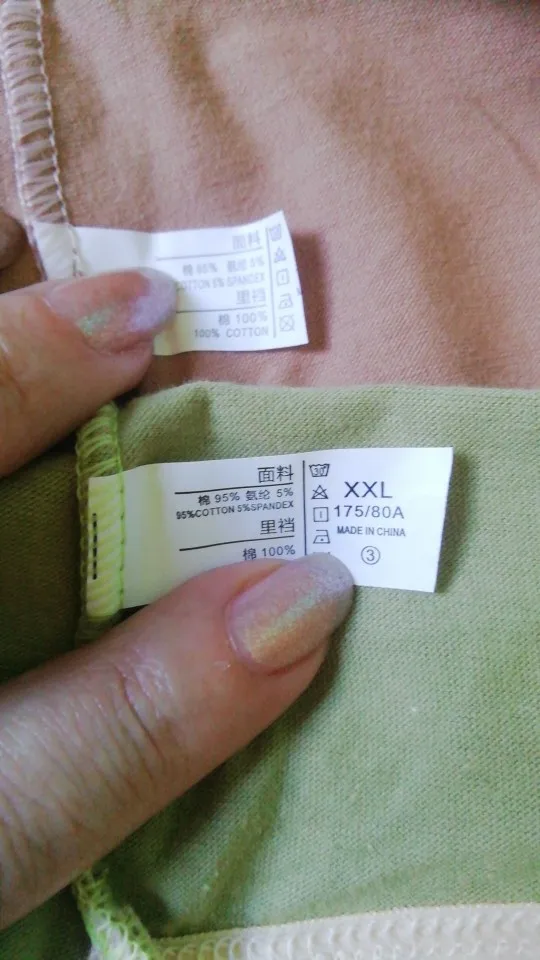 面料
棉 95% 氨纶 5%
COTTON 5% SPANDEX
里裆
棉 100%
100% COTTON
面料
棉 95% 氨纶 5%
95%COTTON 5%SPANDEX
里裆
棉 100%
30
XXL
175/80A
MADE IN CHINA
③